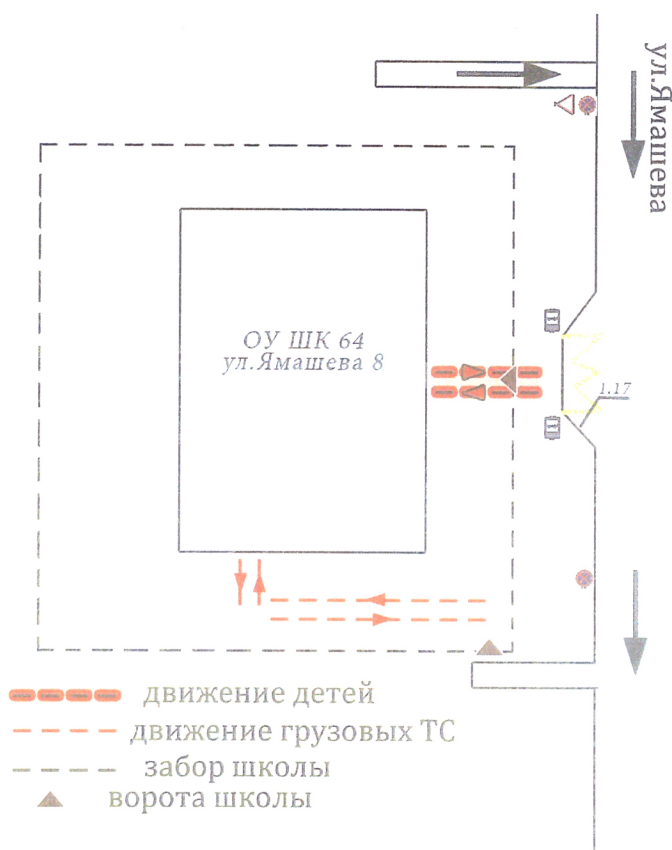 ул.Ямашева
ОУ ШК 64
ул.Ямашева 8
1.17
движение детей
движение грузовых ТС
забор школы
ворота школы